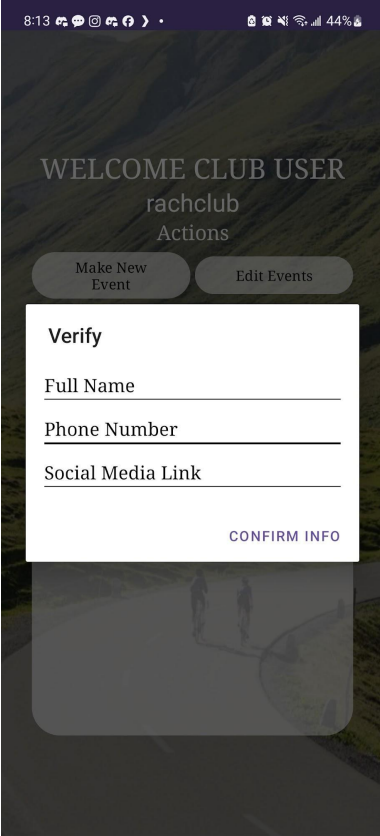 8:13
44%
WELCOME CLUB USER
rachclub
Actions
Make New
Event
Edit Events
Verify
Full Name
Phone Number
Social Media Link
CONFIRM INFO